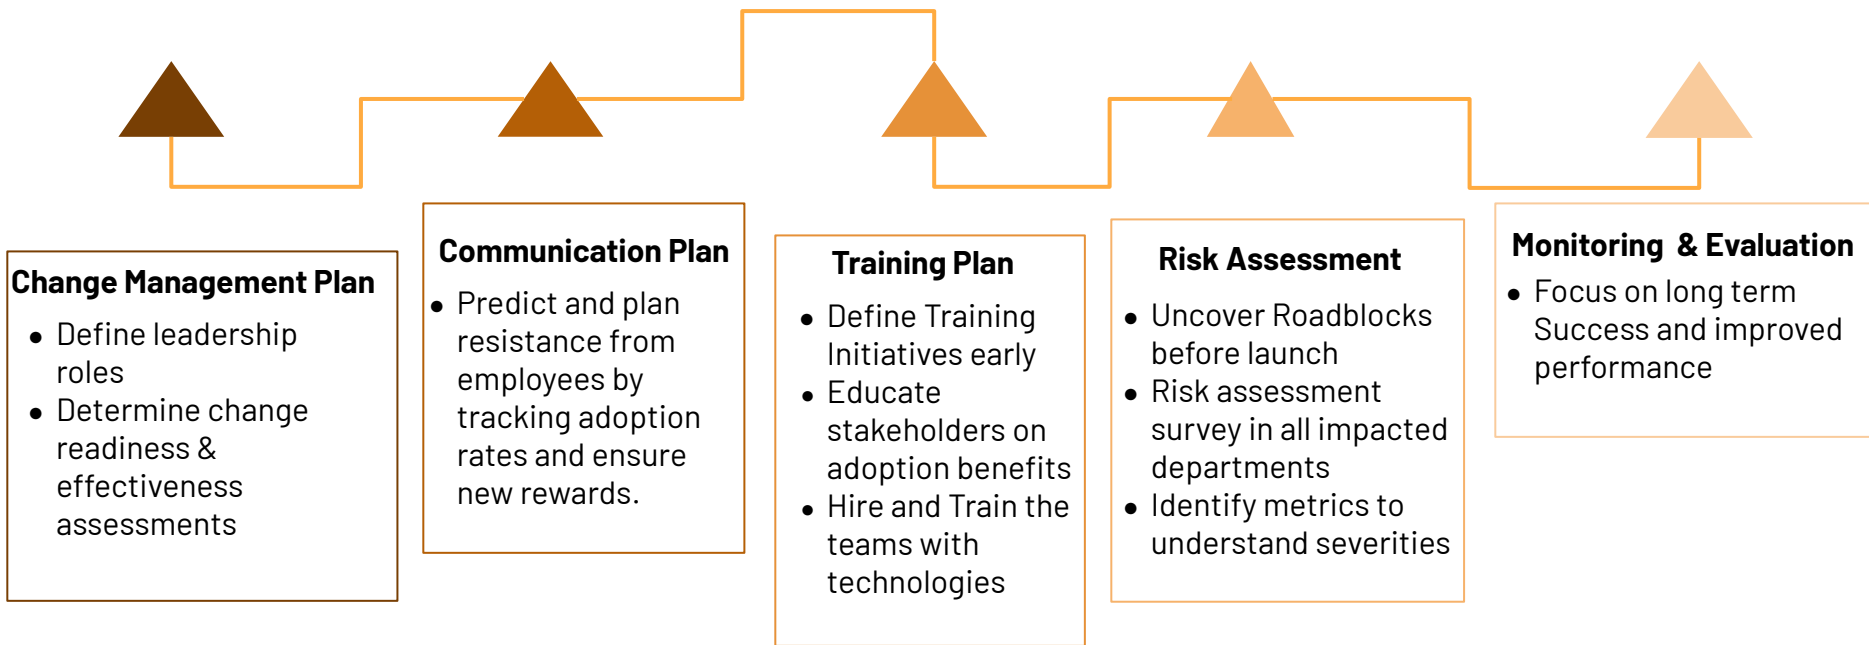 Change Management Plan
● Define leadership
roles
● Determine change
readiness &
effectiveness
assessments
Communication Plan
● Predict and plan
resistance from
employees by
tracking adoption
rates and ensure
new rewards.
Training Plan
● Define Training
Initiatives early
● Educate
stakeholders on
adoption benefits
● Hire and Train the
teams with
technologies
Risk Assessment
● Uncover Roadblocks
before launch
● Risk assessment
survey in all impacted
departments
● Identify metrics to
understand severities
Monitoring & Evaluation
● Focus on long term
Success and improved
performance